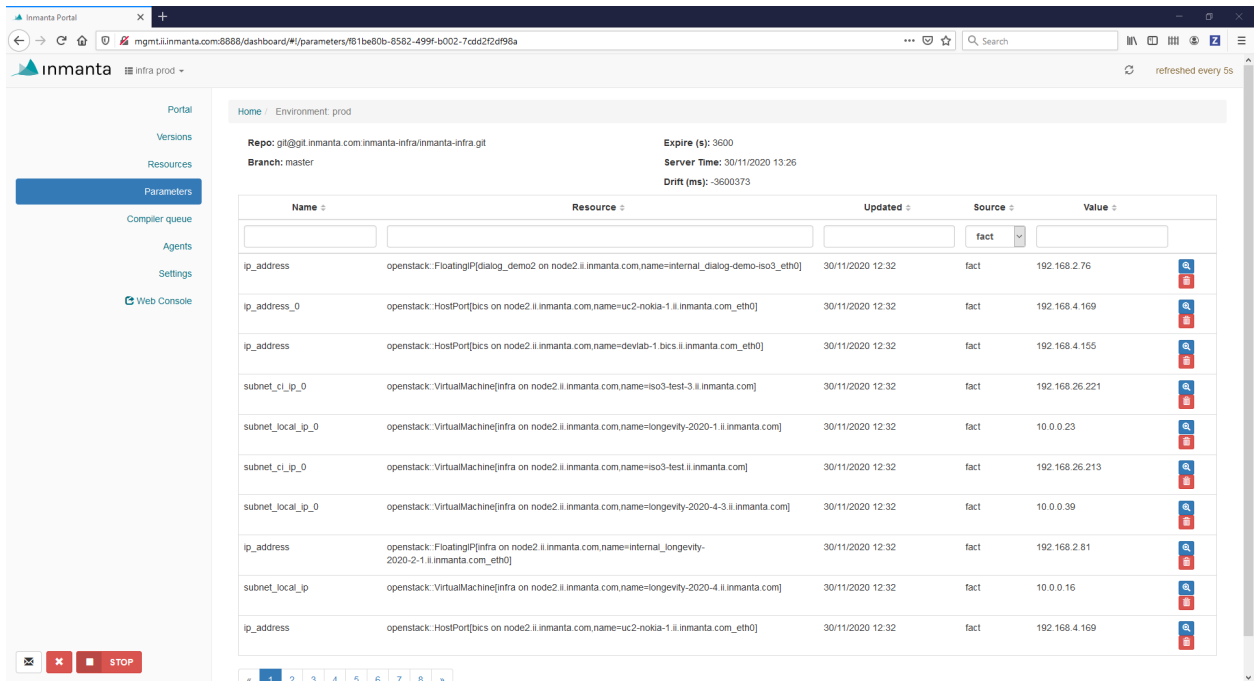 Inmanta Portal
mgmt.ii.inmanta.com:8888/dashboard/#!/parameters/f81be80b-8582-499f-b002-7cdd2f2df98a
Search
inmanta infra prod
refreshed every 5s
Portal
Versions
Resources
Parameters
Compiler queue
Agents
Settings
Web Console
STOP
Home / Environment: prod
Repo: git@git.inmanta.com:inmanta-infra/inmanta-infra.git
Branch: master
Expire (s): 3600
Server Time: 30/11/2020 13:26
Drift (ms): -3600373
Name Resource Updated Source Value
fact
ip_address openstack::FloatingIP[dialog_demo2 on node2.ii.inmanta.com,name=internal_dialog-demo-iso3_eth0] 30/11/2020 12:32 fact 192.168.2.76
ip_address_0 openstack::HostPort[bics on node2.ii.inmanta.com,name=uc2-nokia-1.ii.inmanta.com_eth0] 30/11/2020 12:32 fact 192.168.4.169
ip_address openstack::HostPort[bics on node2.ii.inmanta.com,name=devlab-1.bics.ii.inmanta.com_eth0] 30/11/2020 12:32 fact 192.168.4.155
subnet_ci_ip_0 openstack::VirtualMachine[infra on node2.ii.inmanta.com,name=iso3-test-3.ii.inmanta.com] 30/11/2020 12:32 fact 192.168.26.221
subnet_local_ip_0 openstack::VirtualMachine[infra on node2.ii.inmanta.com,name=longevity-2020-1.ii.inmanta.com] 30/11/2020 12:32 fact 10.0.0.23
subnet_ci_ip_0 openstack::VirtualMachine[infra on node2.ii.inmanta.com,name=iso3-test.ii.inmanta.com] 30/11/2020 12:32 fact 192.168.26.213
subnet_local_ip_0 openstack::VirtualMachine[infra on node2.ii.inmanta.com,name=longevity-2020-4-3.ii.inmanta.com] 30/11/2020 12:32 fact 10.0.0.39
ip_address openstack::FloatingIP[infra on node2.ii.inmanta.com,name=internal_longevity- 30/11/2020 12:32 fact 192.168.2.81
2020-2-1.ii.inmanta.com_eth0]
subnet_local_ip openstack::VirtualMachine[infra on node2.ii.inmanta.com,name=longevity-2020-4.ii.inmanta.com] 30/11/2020 12:32 fact 10.0.0.16
ip_address openstack::HostPort[bics on node2.ii.inmanta.com,name=uc2-nokia-1.ii.inmanta.com_eth0] 30/11/2020 12:32 fact 192.168.4.169
« 1 2 3 4 5 6 7 8 »